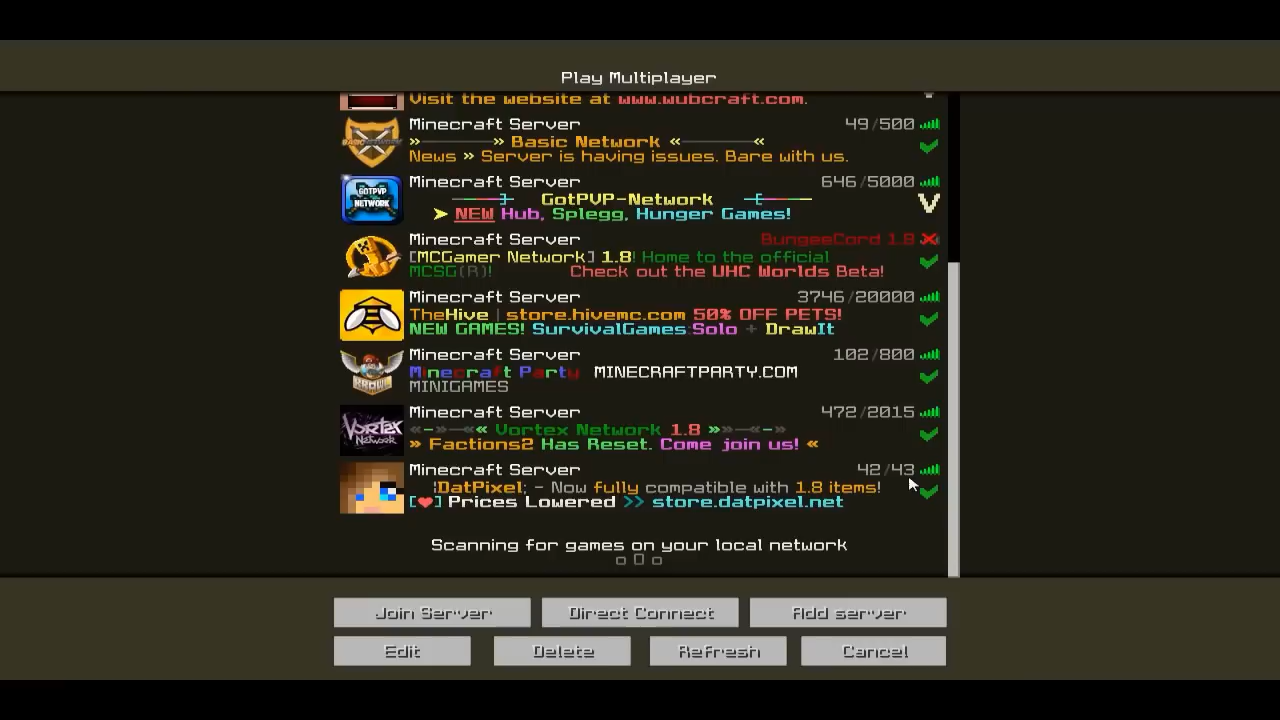 Play Multiplayer
Visit the website at www.wubcraft.com.
Minecraft Server 49/500
»————» Basic Network «————«
News » Server is having issues. Bare with us.
Minecraft Server 646/5000
GotPVP-Network
GOTPVP NETWORK
➤ NEW Hub, Splegg, Hunger Games!
Minecraft Server BungeeCord 1.8
[MCGamer Network] 1.8! Home to the official
MCSG(R)! Check out the UHC Worlds Beta!
Minecraft Server 3746/20000
TheHive | store.hivemc.com 50% OFF PETS!
NEW GAMES! SurvivalGames:Solo + DrawIt
Minecraft Server 102/800
Minecraft Party MINECRAFTPARTY.COM
BRAWL
MINIGAMES
Minecraft Server 472/2015
«-»—«« Vortex Network 1.8 »»—«-»
VORTEX NETWORK
» Factions2 Has Reset. Come join us! «
Minecraft Server 42/43
¦DatPixel¦ - Now fully compatible with 1.8 items!
[❤] Prices Lowered >> store.datpixel.net
Scanning for games on your local network
o O o
Join Server Direct Connect Add server
Edit Delete Refresh Cancel